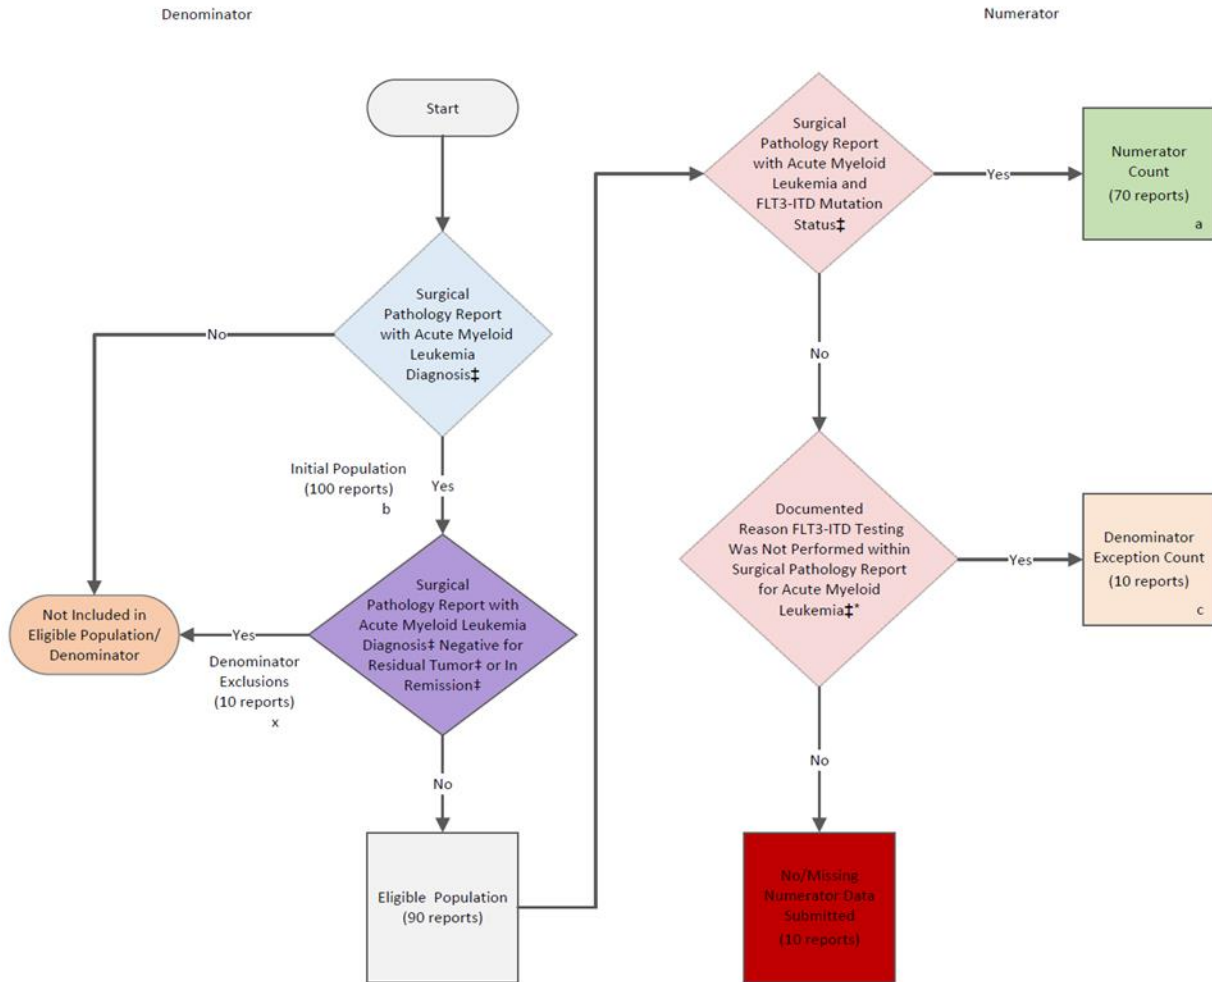 Denominator
Numerator
Start
Surgical
Pathology Report
with Acute Myeloid
Leukemia
Diagnosis‡
No
Initial Population
(100 reports)
b
Yes
Surgical
Pathology Report with
Acute Myeloid Leukemia
Diagnosis‡ Negative for
Residual Tumor‡ or In
Remission‡
Yes
Denominator
Exclusions
(10 reports)
x
Not Included in
Eligible Population/
Denominator
No
Eligible Population
(90 reports)
Surgical
Pathology Report
with Acute Myeloid
Leukemia and
FLT3-ITD Mutation
Status‡
Yes
Numerator
Count
(70 reports)
a
No
Documented
Reason FLT3-ITD Testing
Was Not Performed within
Surgical Pathology Report
for Acute Myeloid
Leukemia‡*
Yes
Denominator
Exception Count
(10 reports)
c
No
No/Missing
Numerator Data
Submitted
(10 reports)